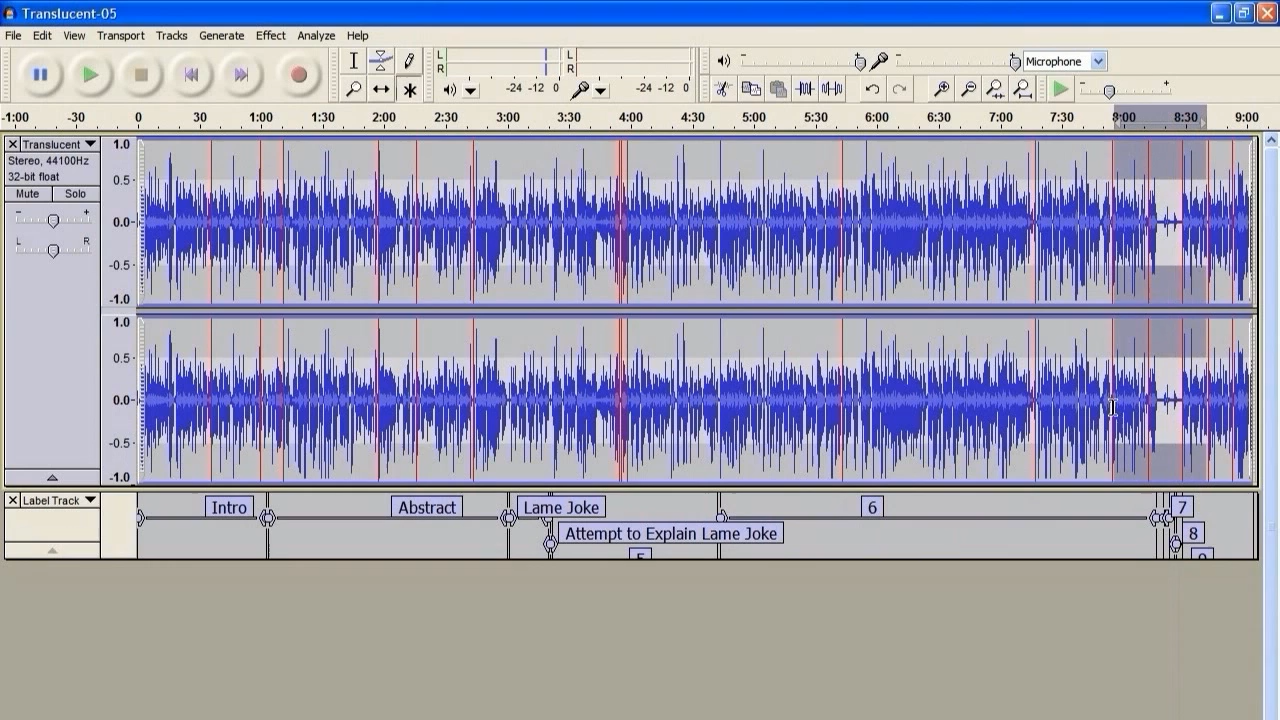 Translucent-05
File Edit View Transport Tracks Generate Effect Analyze Help
L
R
-24 -12 0
L
R
-24 -12 0
Microphone
-1:00 -30 0 30 1:00 1:30 2:00 2:30 3:00 3:30 4:00 4:30 5:00 5:30 6:00 6:30 7:00 7:30 8:00 8:30 9:00
Translucent
Stereo, 44100Hz
32-bit float
Mute Solo
- +
L R
1.0
0.5
0.0
-0.5
-1.0
1.0
0.5
0.0
-0.5
-1.0
Label Track
Intro Abstract Lame Joke 6 7
Attempt to Explain Lame Joke 8